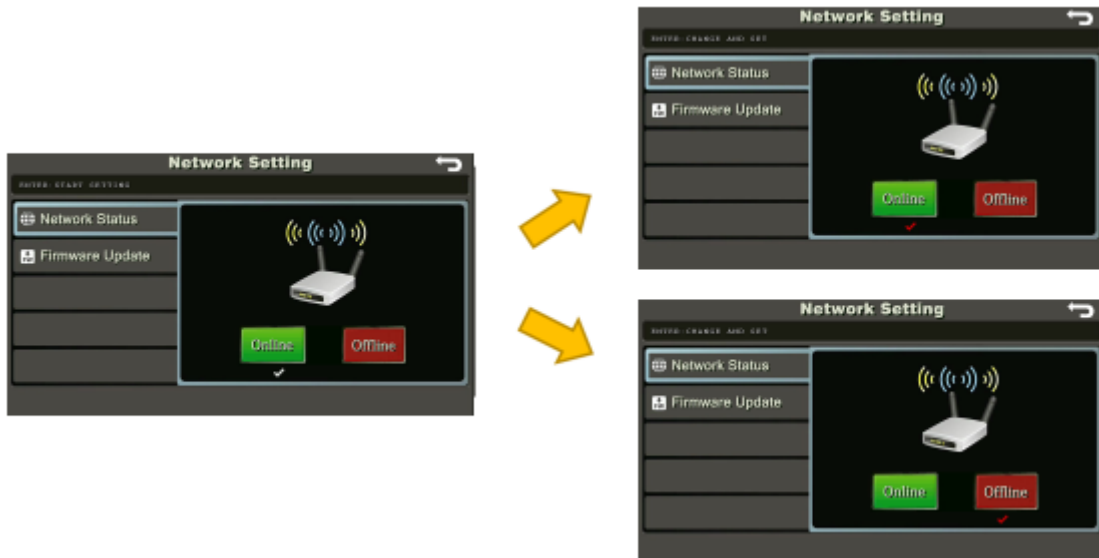 Network Setting
ENTER:START SETTING
Network Status
Firmware Update
Online
Offline
Network Setting
ENTER:CHANGE AND SET
Network Status
Firmware Update
Online
Offline
Network Setting
ENTER:CHANGE AND SET
Network Status
Firmware Update
Online
Offline